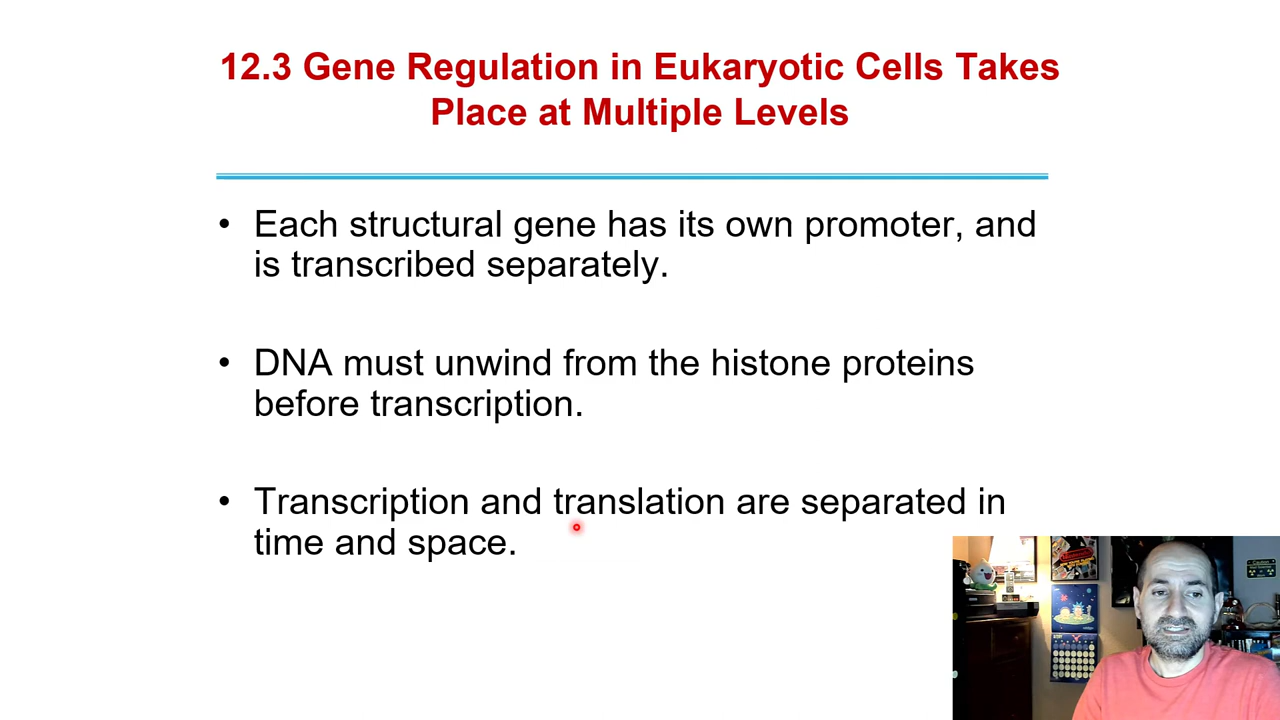 12.3 Gene Regulation in Eukaryotic Cells Takes
Place at Multiple Levels
• Each structural gene has its own promoter, and
is transcribed separately.
• DNA must unwind from the histone proteins
before transcription.
• Transcription and translation are separated in
time and space.